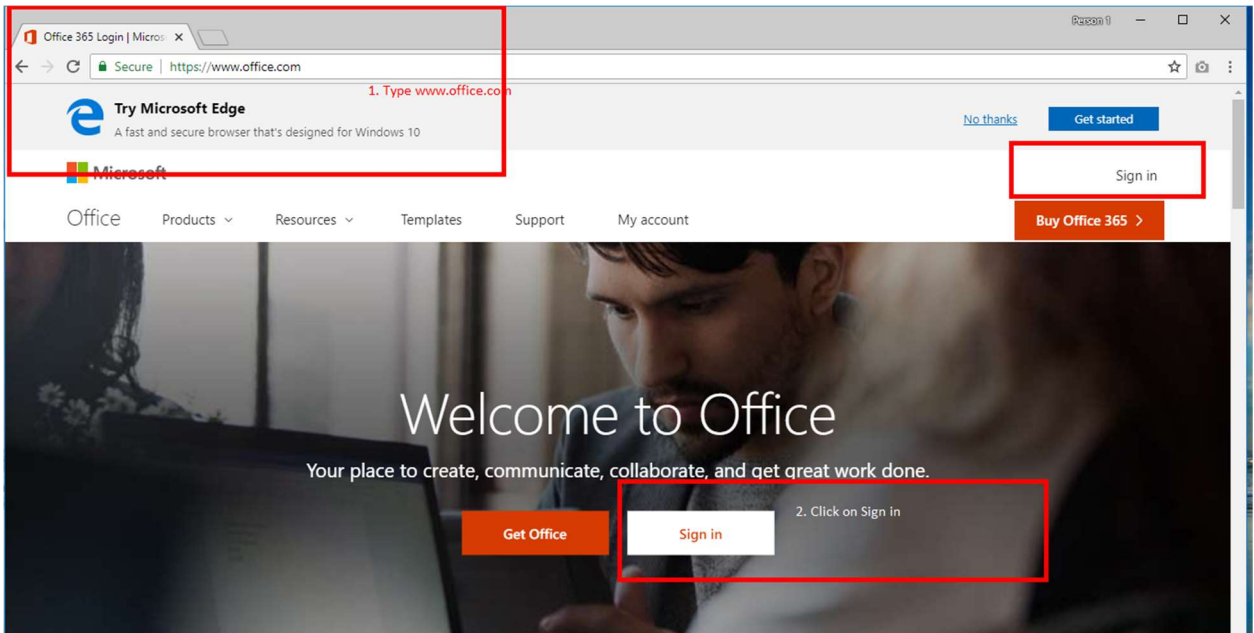 Person 1
Office 365 Login | Micros
Secure | https://www.office.com
1. Type www.office.com
Try Microsoft Edge
A fast and secure browser that's designed for Windows 10
No thanks
Get started
Microsoft
Sign in
Office Products Resources Templates Support My account
Buy Office 365
Welcome to Office
Your place to create, communicate, collaborate, and get great work done.
2. Click on Sign in
Get Office
Sign in